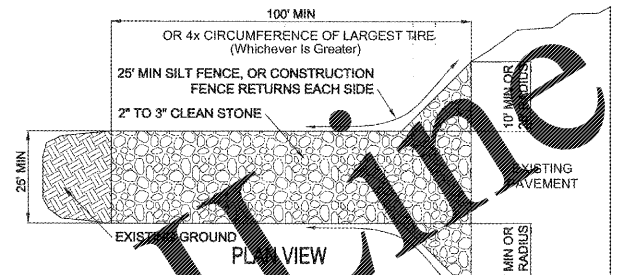 100' MIN
OR 4x CIRCUMFERENCE OF LARGEST TIRE
(Whichever Is Greater)
25' MIN SILT FENCE, OR CONSTRUCTION
FENCE RETURNS EACH SIDE
2" TO 3" CLEAN STONE
10' MIN OR
RADIUS
25' MIN
EXISTING
PAVEMENT
EXISTING GROUND
PLAN VIEW
MIN OR
RADIUS
Line